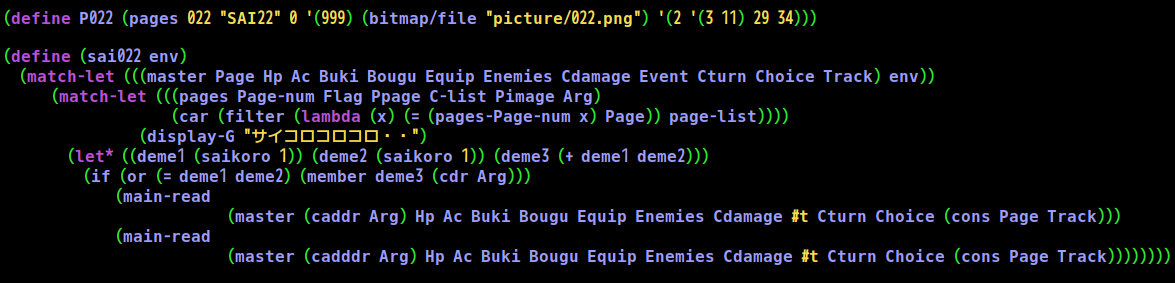 (define P022 (pages 022 "SAI22" 0 '(999) (bitmap/file "picture/022.png") '(2 '(3 11) 29 34)))
(define (sai022 env)
(match-let (((master Page Hp Ac Buki Bougu Equip Enemies Cdamage Event Cturn Choice Track) env))
(match-let (((pages Page-num Flag Ppage C-list Pimage Arg)
(car (filter (lambda (x) (= (pages-Page-num x) Page)) page-list))))
(display-G "サイコロコロコロ・・")
(let* ((deme1 (saikoro 1)) (deme2 (saikoro 1)) (deme3 (+ deme1 deme2)))
(if (or (= deme1 deme2) (member deme3 (cdr Arg)))
(main-read
(master (caddr Arg) Hp Ac Buki Bougu Equip Enemies Cdamage #t Cturn Choice (cons Page Track)))
(main-read
(master (cadddr Arg) Hp Ac Buki Bougu Equip Enemies Cdamage #t Cturn Choice (cons Page Track))))))))